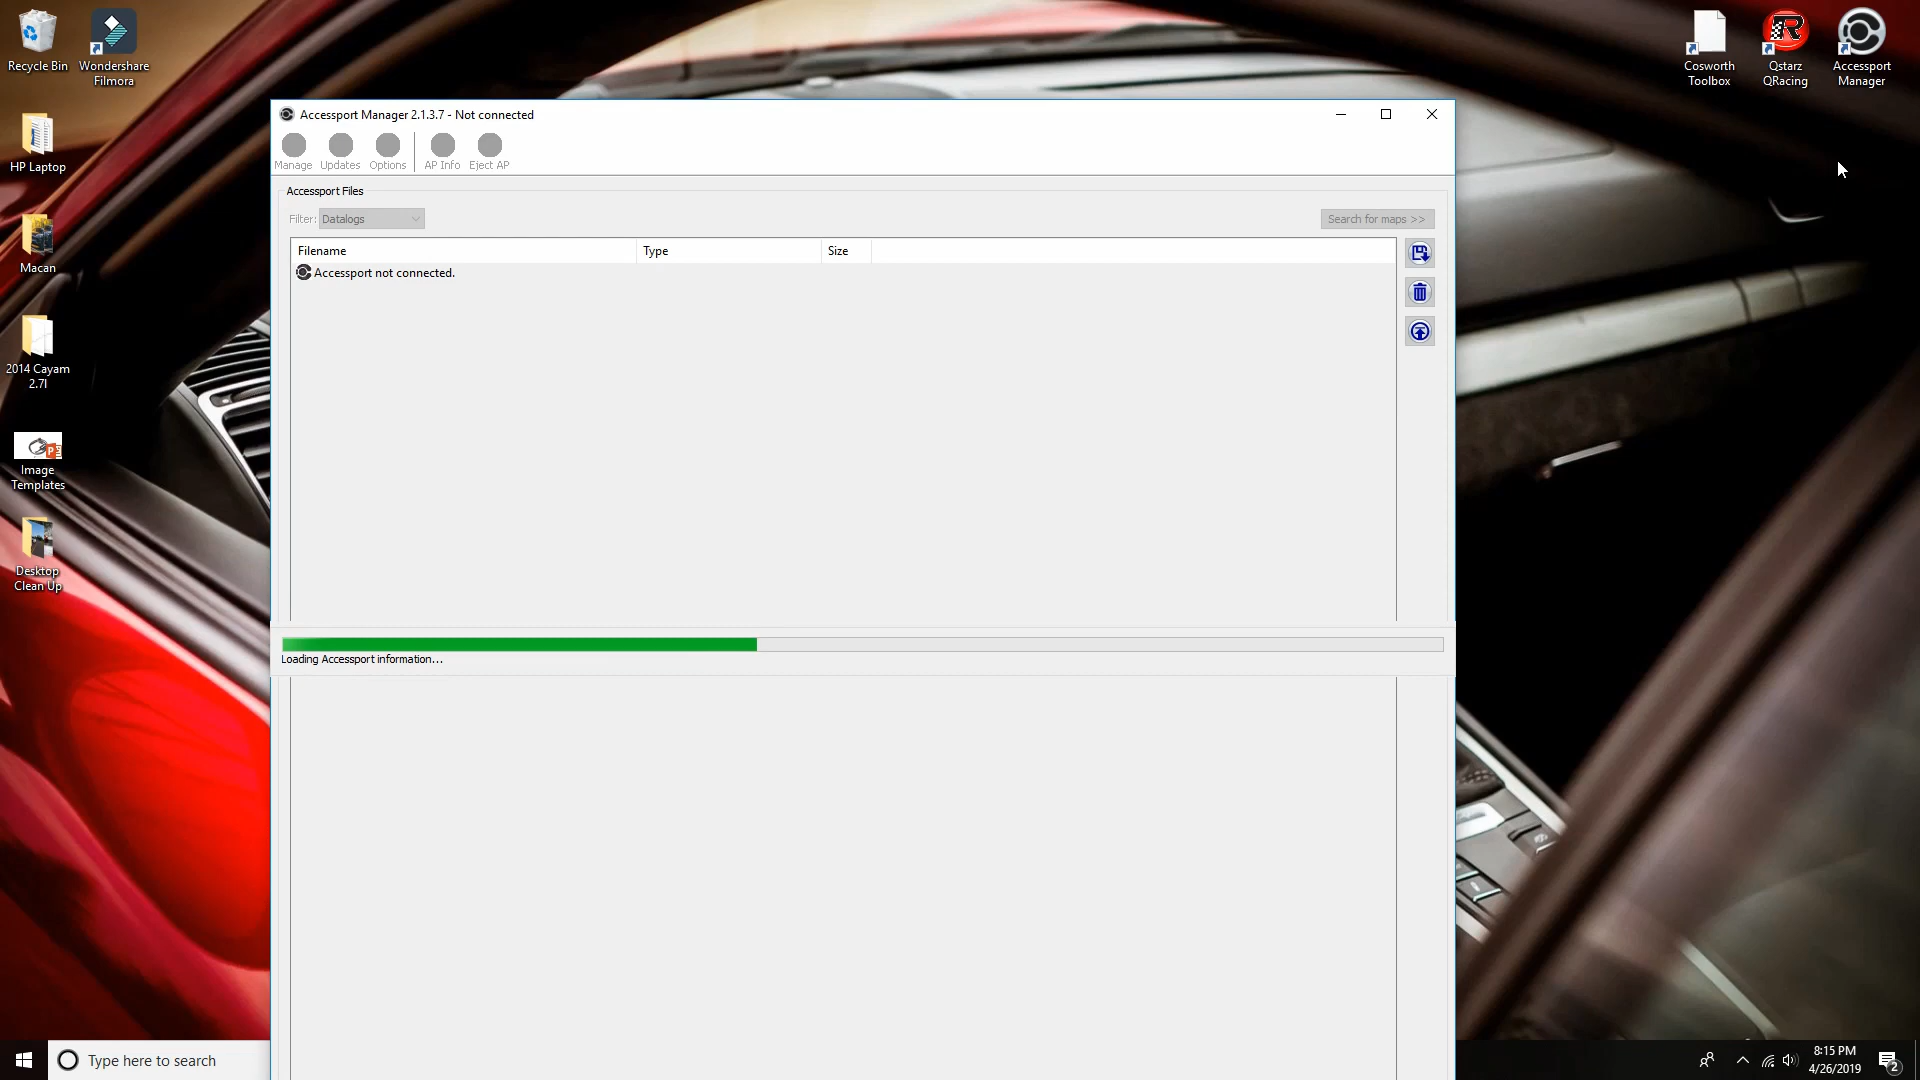 Recycle Bin
Wondershare
Filmora
HP Laptop
Macan
2014 Cayam
2.7l
Image
Templates
Desktop
Clean Up
Cosworth
Toolbox
Qstarz
QRacing
Accessport
Manager
Accessport Manager 2.1.3.7 - Not connected
Manage Updates Options AP Info Eject AP
Accessport Files
Filter: Datalogs
Search for maps >>
Filename Type Size
Accessport not connected.
Loading Accessport information...
Type here to search
8:15 PM
4/26/2019
2